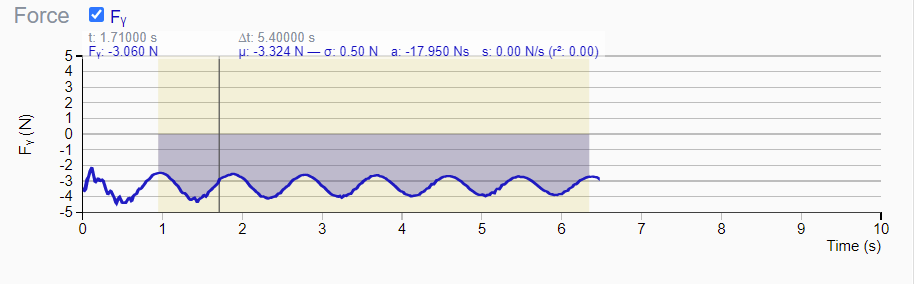 Force Fᵧ
t: 1.71000 s Δt: 5.40000 s
Fᵧ: -3.060 N μ: -3.324 N — σ: 0.50 N a: -17.950 Ns s: 0.00 N/s (r²: 0.00)
5
4
3
2
1
0
-1
-2
-3
-4
-5
Fᵧ (N)
0 1 2 3 4 5 6 7 8 9 10
Time (s)